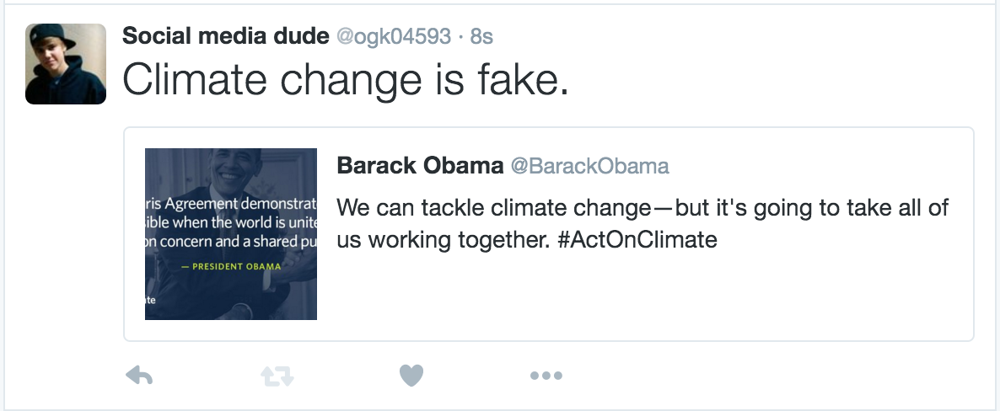 Social media dude @ogk04593 · 8s
Climate change is fake.
Barack Obama @BarackObama
We can tackle climate change—but it's going to take all of
us working together. #ActOnClimate
ris Agreement demonstrat
ible when the world is unite
on concern and a shared pu
— PRESIDENT OBAMA
ate